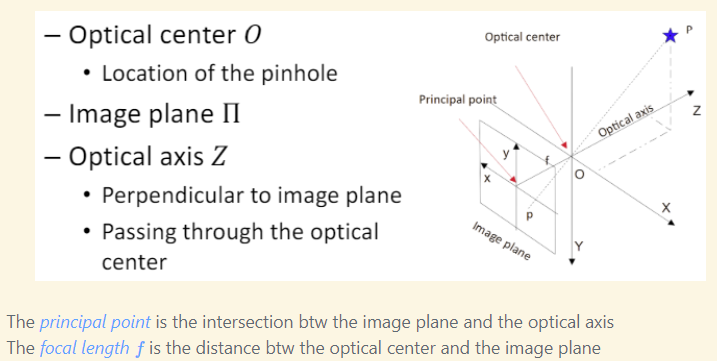 – Optical center O
• Location of the pinhole
– Image plane Π
– Optical axis Z
• Perpendicular to image plane
• Passing through the optical
center
Optical center
P
Principal point
Optical axis
Z
y
f
x
O
p
X
Image plane
Y
The principal point is the intersection btw the image plane and the optical axis
The focal length f is the distance btw the optical center and the image plane